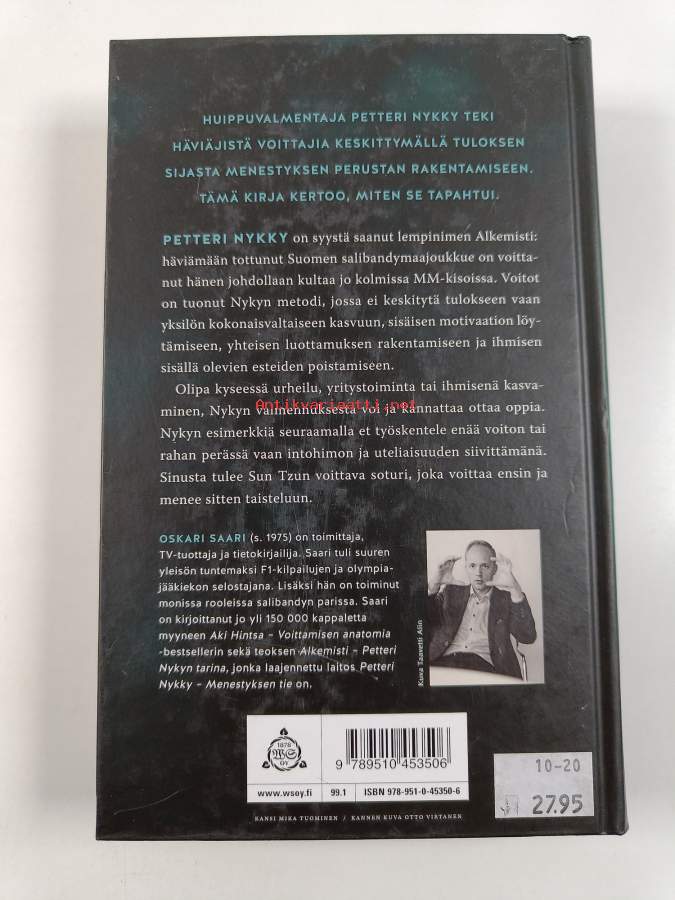 HUIPPUVALMENTAJA PETTERI NYKKY TEKI
HÄVIÄJISTÄ VOITTAJIA KESKITTYMÄLLÄ TULOKSEN
SIJASTA MENESTYKSEN PERUSTAN RAKENTAMISEEN.
TÄMÄ KIRJA KERTOO, MITEN SE TAPAHTUI.
PETTERI NYKKY on syystä saanut lempinimen Alkemisti:
häviämään tottunut Suomen salibandymaajoukkue on voitta-
nut hänen johdollaan kultaa jo kolmissa MM-kisoissa. Voitot
on tuonut Nykyn metodi, jossa ei keskitytä tulokseen vaan
yksilön kokonaisvaltaiseen kasvuun, sisäisen motivaation löy-
tämiseen, yhteisen luottamuksen rakentamiseen ja ihmisen
sisällä olevien esteiden poistamiseen.
Olipa kyseessä urheilu, yritystoiminta tai ihmisenä kasva-
Antikvariaatti.net
minen, Nykyn valmennuksesta voi ja kannattaa ottaa oppia.
Nykyn esimerkkiä seuraamalla et työskentele enää voiton tai
rahan perässä vaan intohimon ja uteliaisuuden siivittämänä.
Sinusta tulee Sun Tzun voittava soturi, joka voittaa ensin ja
menee sitten taisteluun.
OSKARI SAARI (s. 1975) on toimittaja,
TV-tuottaja ja tietokirjailija. Saari tuli suuren
yleisön tuntemaksi F1-kilpailujen ja olympia-
jääkiekon selostajana. Lisäksi hän on toiminut
monissa rooleissa salibandyn parissa. Saari
on kirjoittanut jo yli 150 000 kappaletta
myyneen Aki Hintsa – Voittamisen anatomia
-bestsellerin sekä teoksen Alkemisti – Petteri
Nykyn tarina, jonka laajennettu laitos Petteri
Nykky – Menestyksen tie on.
Kuva Taavetti Alin
1878
WS
OY
9 789510 453506
www.wsoy.fi
99.1
ISBN 978-951-0-45350-6
10-20
27.95
KANSI MIKA TUOMINEN / KANNEN KUVA OTTO VIRTANEN